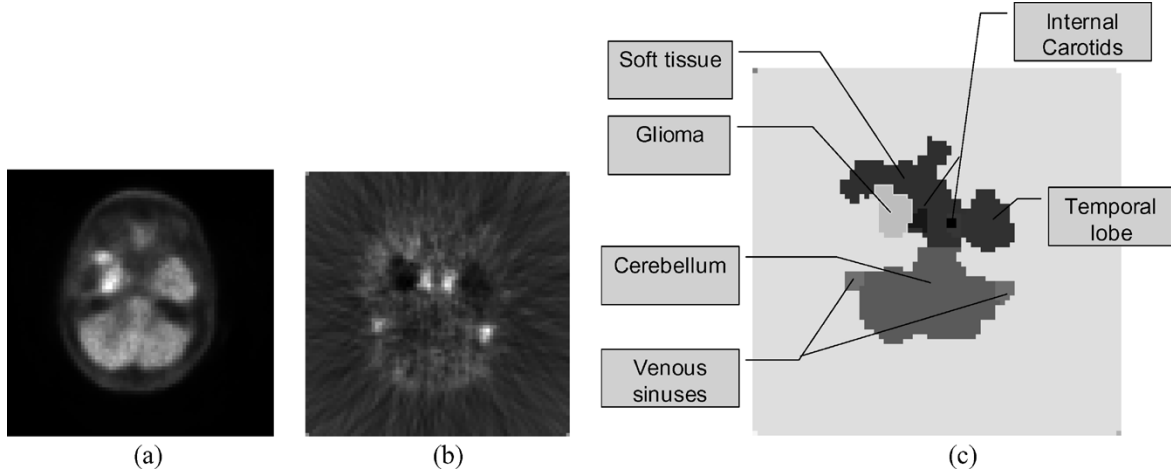 Internal
Carotids
Soft tissue
Glioma
Temporal
lobe
Cerebellum
Venous
sinuses
(a)
(b)
(c)